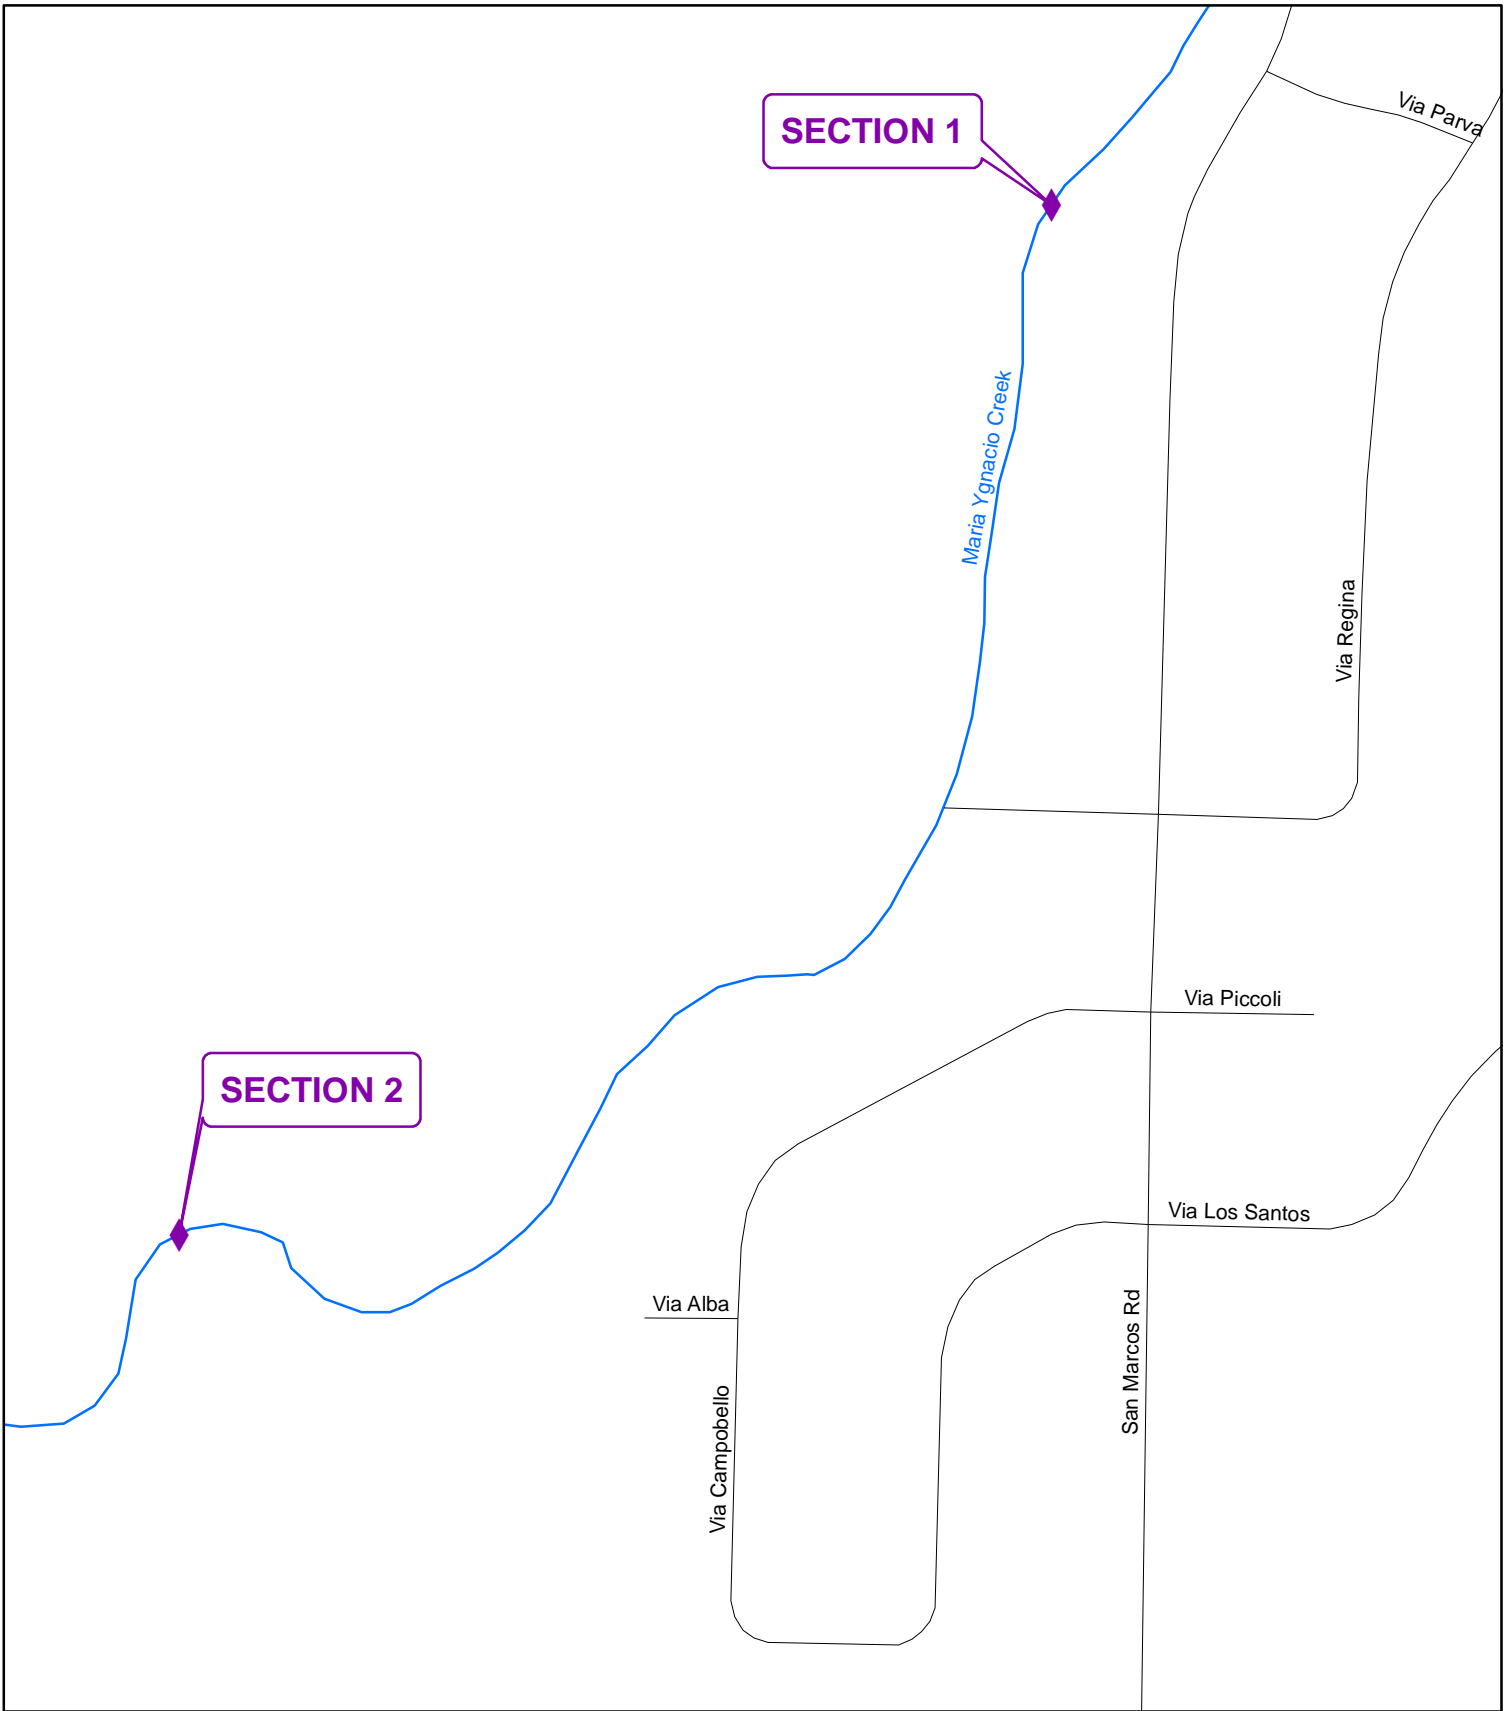 Via Parva
SECTION 1
Maria Ygnacio Creek
Via Regina
Via Piccoli
SECTION 2
Via Los Santos
Via Alba
San Marcos Rd
Via Campobello